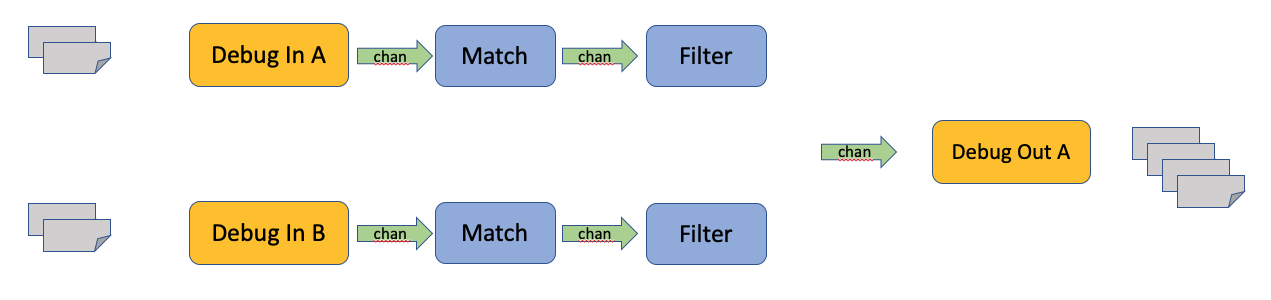 Debug In A
chan
Match
chan
Filter
chan
Debug Out A
Debug In B
chan
Match
chan
Filter